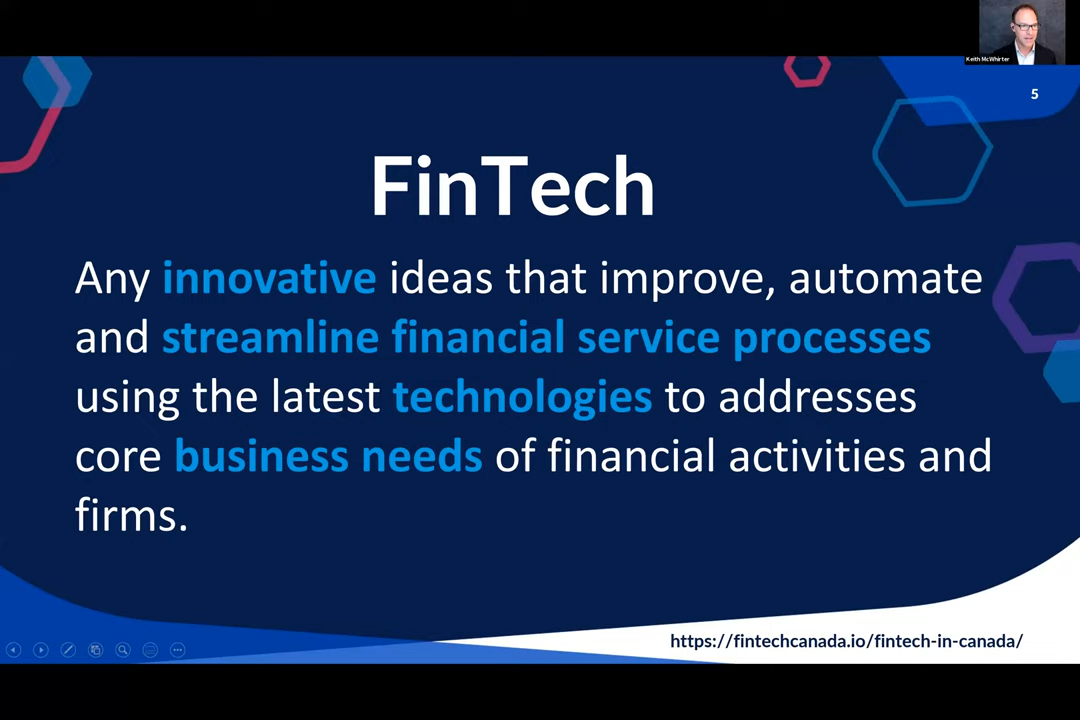 Keith McWhirter
5
FinTech
Any innovative ideas that improve, automate
and streamline financial service processes
using the latest technologies to addresses
core business needs of financial activities and
firms.
https://fintechcanada.io/fintech-in-canada/